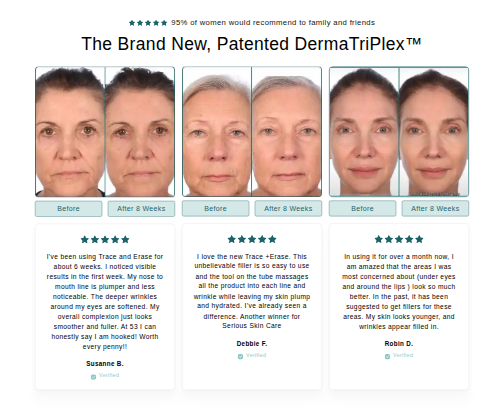 95% of women would recommend to family and friends
The Brand New, Patented DermaTriPlex™
Before
After 8 Weeks
Before
After 8 Weeks
Before
After 8 Weeks
I've been using Trace and Erase for
about 6 weeks. I noticed visible
results in the first week. My nose to
mouth line is plumper and less
noticeable. The deeper wrinkles
around my eyes are softened. My
overall complexion just looks
smoother and fuller. At 53 I can
honestly say I am hooked! Worth
every penny!!
Susanne B.
Verified
I love the new Trace +Erase. This
unbelievable filler is so easy to use
and the tool on the tube massages
all the product into each line and
wrinkle while leaving my skin plump
and hydrated. I've already seen a
difference. Another winner for
Serious Skin Care
Debbie F.
Verified
In using it for over a month now, I
am amazed that the areas I was
most concerned about (under eyes
and around the lips ) look so much
better. In the past, it has been
suggested to get fillers for these
areas. My skin looks younger, and
wrinkles appear filled in.
Robin D.
Verified